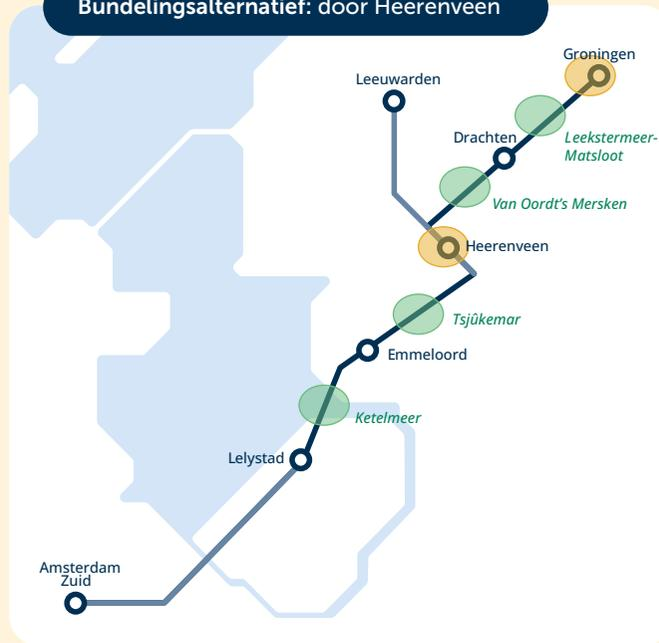 Bundelingsalternatief: door Heerenveen
Groningen
Leeuwarden
Drachten
Leekstermeer-
Matsloot
Van Oordt's Mersken
Heerenveen
Tsjûkemar
Emmeloord
Ketelmeer
Lelystad
Amsterdam
Zuid